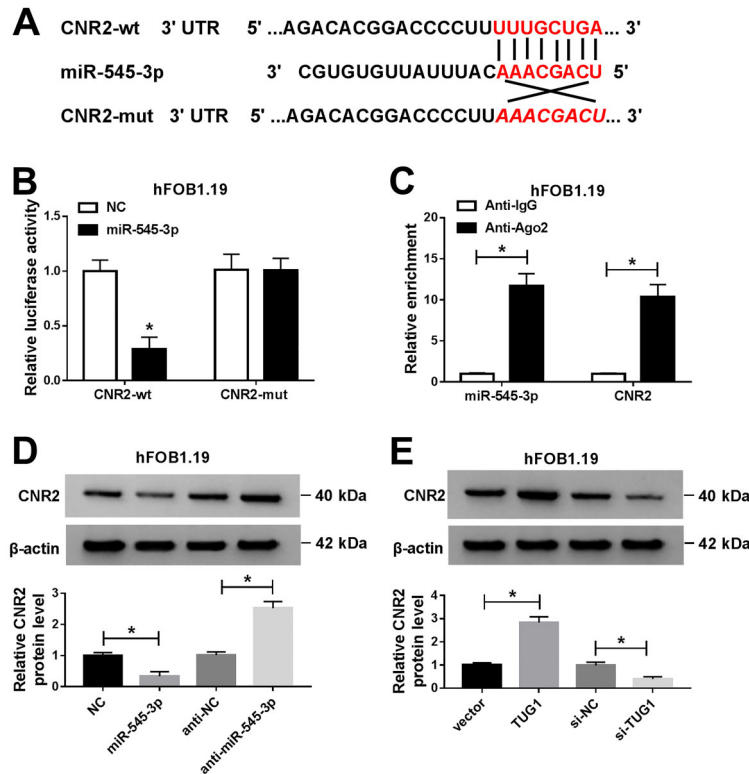 A
CNR2-wt 3' UTR 5' ...AGACACGGACCCCUUUUUGCUGA... 3'
miR-545-3p 3' CGUGUGUUAUUUACAAACGACU 5'
CNR2-mut 3' UTR 5' ...AGACACGGACCCCUUAAACGACU... 3'
B
hFOB1.19
NC
miR-545-3p
Relative luciferase activity
1.5
1.0
0.5
0.0
*
CNR2-wt CNR2-mut
C
hFOB1.19
Anti-IgG
Anti-Ago2
Relative enrichment
20
15
10
5
0
* *
miR-545-3p CNR2
D
hFOB1.19
CNR2 40 kDa
β-actin 42 kDa
Relative CNR2 protein level
3
2
1
0
* *
NC miR-545-3p anti-NC anti-miR-545-3p
E
hFOB1.19
CNR2 40 kDa
β-actin 42 kDa
Relative CNR2 protein level
4
3
2
1
0
* *
vector TUG1 si-NC si-TUG1